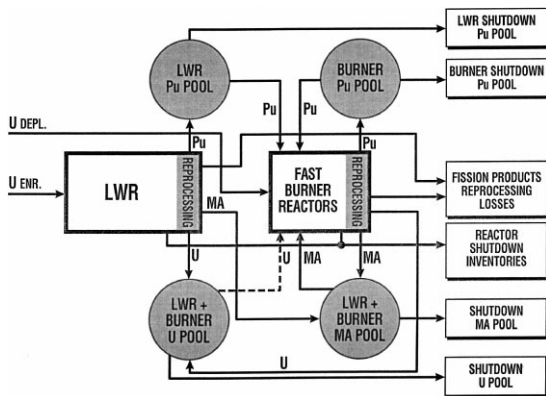 LWR
Pu POOL
BURNER
Pu POOL
LWR SHUTDOWN
Pu POOL
BURNER SHUTDOWN
Pu POOL
Pu
Pu
U DEPL.
Pu
Pu
U ENR.
LWR
REPROCESSING
MA
FAST
BURNER
REACTORS
REPROCESSING
FISSION PRODUCTS
REPROCESSING
LOSSES
REACTOR
SHUTDOWN
INVENTORIES
U
U
MA
MA
LWR +
BURNER
U POOL
LWR +
BURNER
MA POOL
SHUTDOWN
MA POOL
U
SHUTDOWN
U POOL